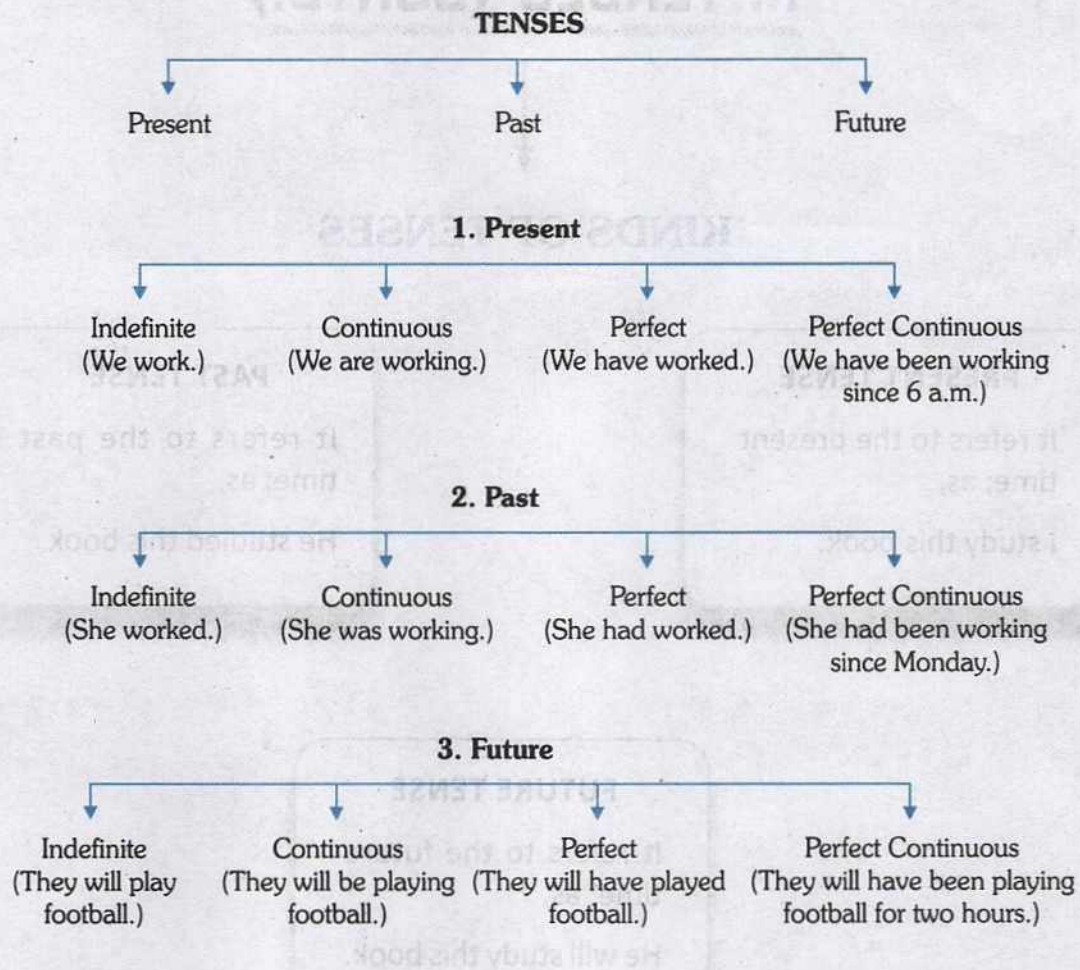 TENSES
Present Past Future
1. Present
Indefinite Continuous Perfect Perfect Continuous
(We work.) (We are working.) (We have worked.) (We have been working
since 6 a.m.)
2. Past
Indefinite Continuous Perfect Perfect Continuous
(She worked.) (She was working.) (She had worked.) (She had been working
since Monday.)
3. Future
Indefinite Continuous Perfect Perfect Continuous
(They will play (They will be playing (They will have played (They will have been playing
football.) football.) football.) football for two hours.)